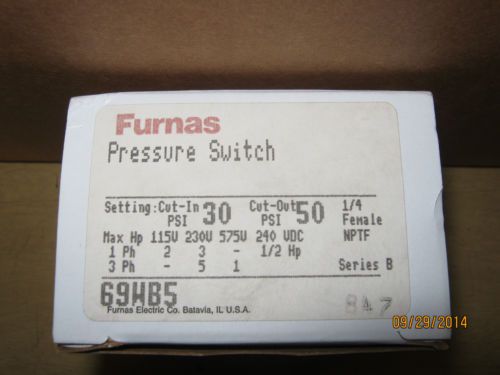 Furnas
Pressure Switch
Setting:Cut-In 30 Cut-Out 50 1/4
PSI PSI Female
Max Hp 115V 230V 575V 240 VDC NPTF
1 Ph 2 3 - 1/2 Hp
3 Ph - 5 1 Series B
69WB5
Furnas Electric Co. Batavia, IL U.S.A.
847
09/29/2014